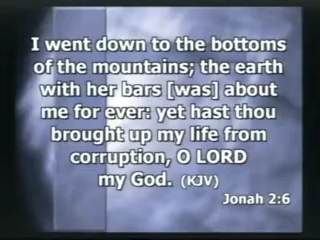 I went down to the bottoms
of the mountains; the earth
with her bars [was] about
me for ever: yet hast thou
brought up my life from
corruption, O LORD
my God. (KJV)
Jonah 2:6